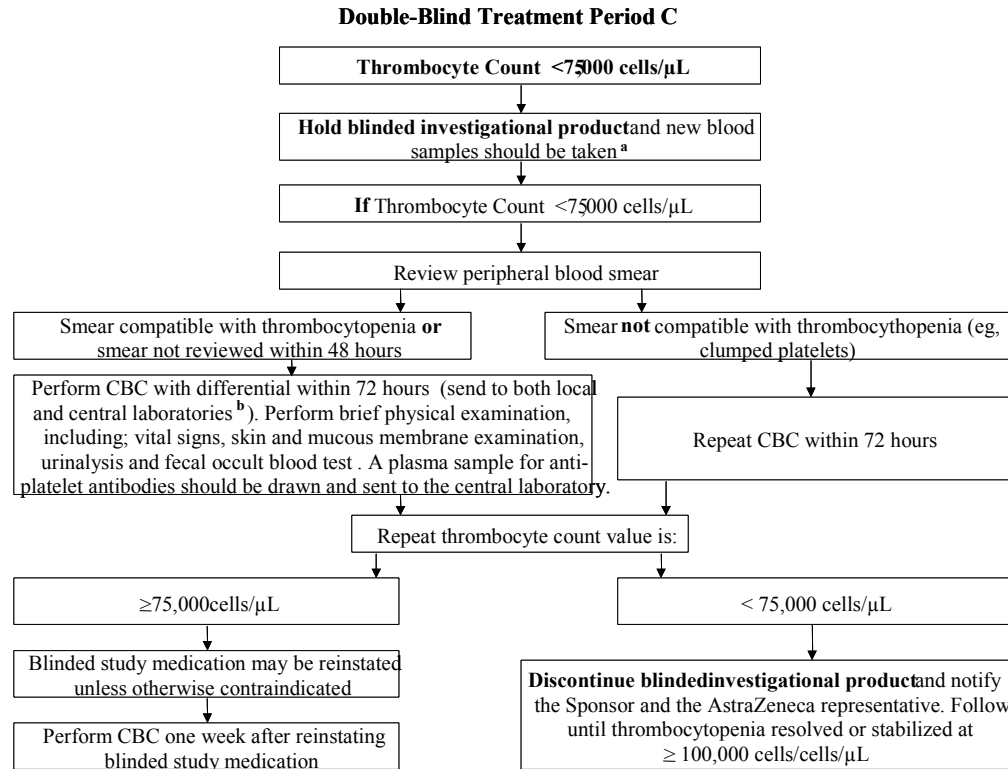 Double-Blind Treatment Period C
Thrombocyte Count <75,000 cells/µL
Hold blinded investigational product and new blood
samples should be taken a
If Thrombocyte Count <75,000 cells/µL
Review peripheral blood smear
Smear compatible with thrombocytopenia or
smear not reviewed within 48 hours
Smear not compatible with thrombocythopenia (eg,
clumped platelets)
Perform CBC with differential within 72 hours (send to both local
and central laboratories b). Perform brief physical examination,
including; vital signs, skin and mucous membrane examination,
urinalysis and fecal occult blood test . A plasma sample for anti-
platelet antibodies should be drawn and sent to the central laboratory.
Repeat CBC within 72 hours
Repeat thrombocyte count value is:
≥75,000cells/µL
< 75,000 cells/µL
Blinded study medication may be reinstated
unless otherwise contraindicated
Perform CBC one week after reinstating
blinded study medication
Discontinue blindedinvestigational product and notify
the Sponsor and the AstraZeneca representative. Follow
until thrombocytopenia resolved or stabilized at
≥ 100,000 cells/cells/µL